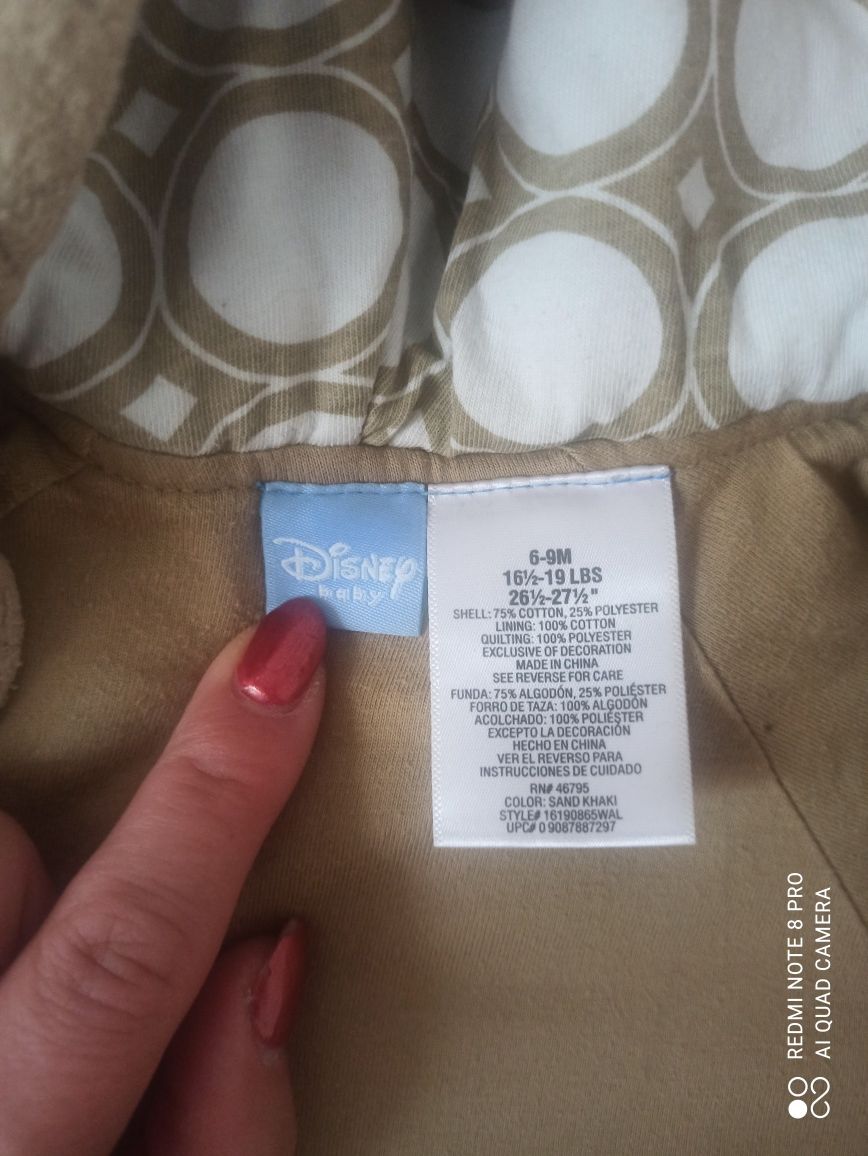 Disney
baby
6-9M
16½-19 LBS
26½-27½"
SHELL: 75% COTTON, 25% POLYESTER
LINING: 100% COTTON
QUILTING: 100% POLYESTER
EXCLUSIVE OF DECORATION
MADE IN CHINA
SEE REVERSE FOR CARE
FUNDA: 75% ALGODÓN, 25% POLIÉSTER
FORRO DE TAZA: 100% ALGODÓN
ACOLCHADO: 100% POLIÉSTER
EXCEPTO LA DECORACIÓN
HECHO EN CHINA
VER EL REVERSO PARA
INSTRUCCIONES DE CUIDADO
RN# 46795
COLOR: SAND KHAKI
STYLE# 16190865WAL
UPC# 0 9087887297
REDMI NOTE 8 PRO
AI QUAD CAMERA